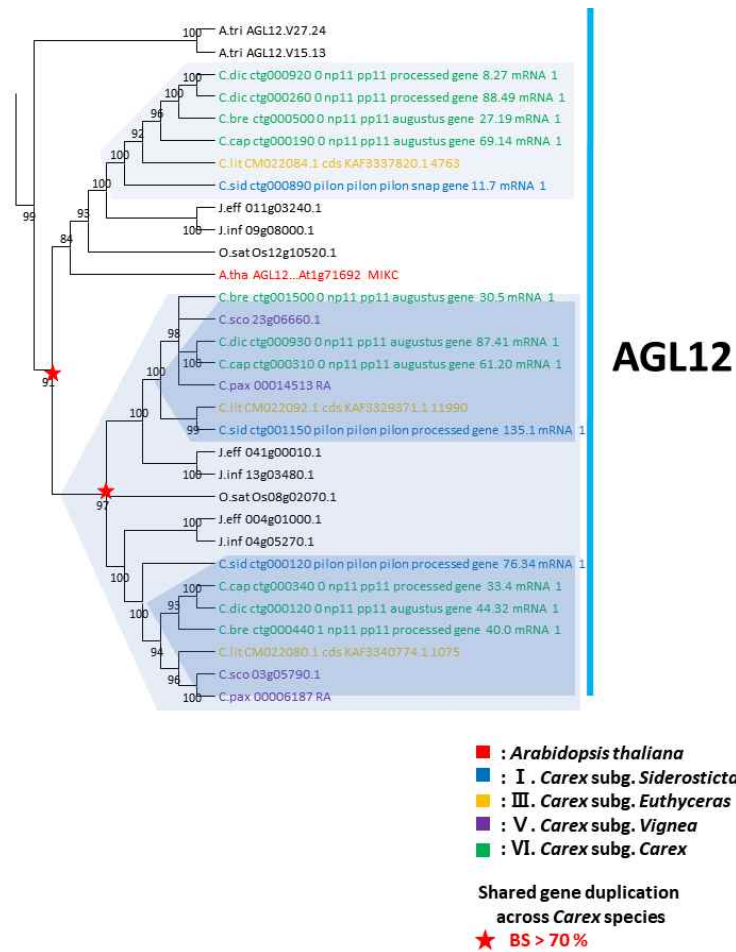 100 A.tri AGL12.V27.24
A.tri AGL12.V15.13
100 C.dic ctg000920 0 np11 pp11 processed gene 8.27 mRNA 1
100 C.dic ctg000260 0 np11 pp11 processed gene 88.49 mRNA 1
96 C.bre ctg000500 0 np11 pp11 augustus gene 27.19 mRNA 1
92 C.cap ctg000190 0 np11 pp11 augustus gene 69.14 mRNA 1
100 C.lit CM022084.1 cds KAF3337820.1 4763
100 C.sid ctg000890 pilon pilon pilon snap gene 11.7 mRNA 1
99 93 J.eff 011g03240.1
100 J.inf 09g08000.1
84 O.sat Os12g10520.1
A.tha AGL12...At1g71692 MIKC
C.bre ctg001500 0 np11 pp11 augustus gene 30.5 mRNA 1
98 C.sco 23g06660.1
C.dic ctg000930 0 np11 pp11 augustus gene 87.41 mRNA 1
100 C.cap ctg000310 0 np11 pp11 augustus gene 61.20 mRNA 1
AGL12
91 100 C.pax 00014513 RA
100 C.lit CM022092.1 cds KAF3329371.1 11990
99 C.sid ctg001150 pilon pilon pilon processed gene 135.1 mRNA 1
J.eff 041g00010.1
100 J.inf 13g03480.1
97 O.sat Os08g02070.1
100 J.eff 004g01000.1
J.inf 04g05270.1
100 C.sid ctg000120 pilon pilon pilon processed gene 76.34 mRNA 1
100 C.cap ctg000340 0 np11 pp11 processed gene 33.4 mRNA 1
100 93 C.dic ctg000120 0 np11 pp11 augustus gene 44.32 mRNA 1
C.bre ctg000440 1 np11 pp11 processed gene 40.0 mRNA 1
94 C.lit CM022080.1 cds KAF3340774.1 1075
96 C.sco 03g05790.1
100 C.pax 00006187 RA
: Arabidopsis thaliana
: I . Carex subg. Siderosticta
: III. Carex subg. Euthyceras
: V. Carex subg. Vignea
: VI. Carex subg. Carex
Shared gene duplication
across Carex species
BS > 70 %